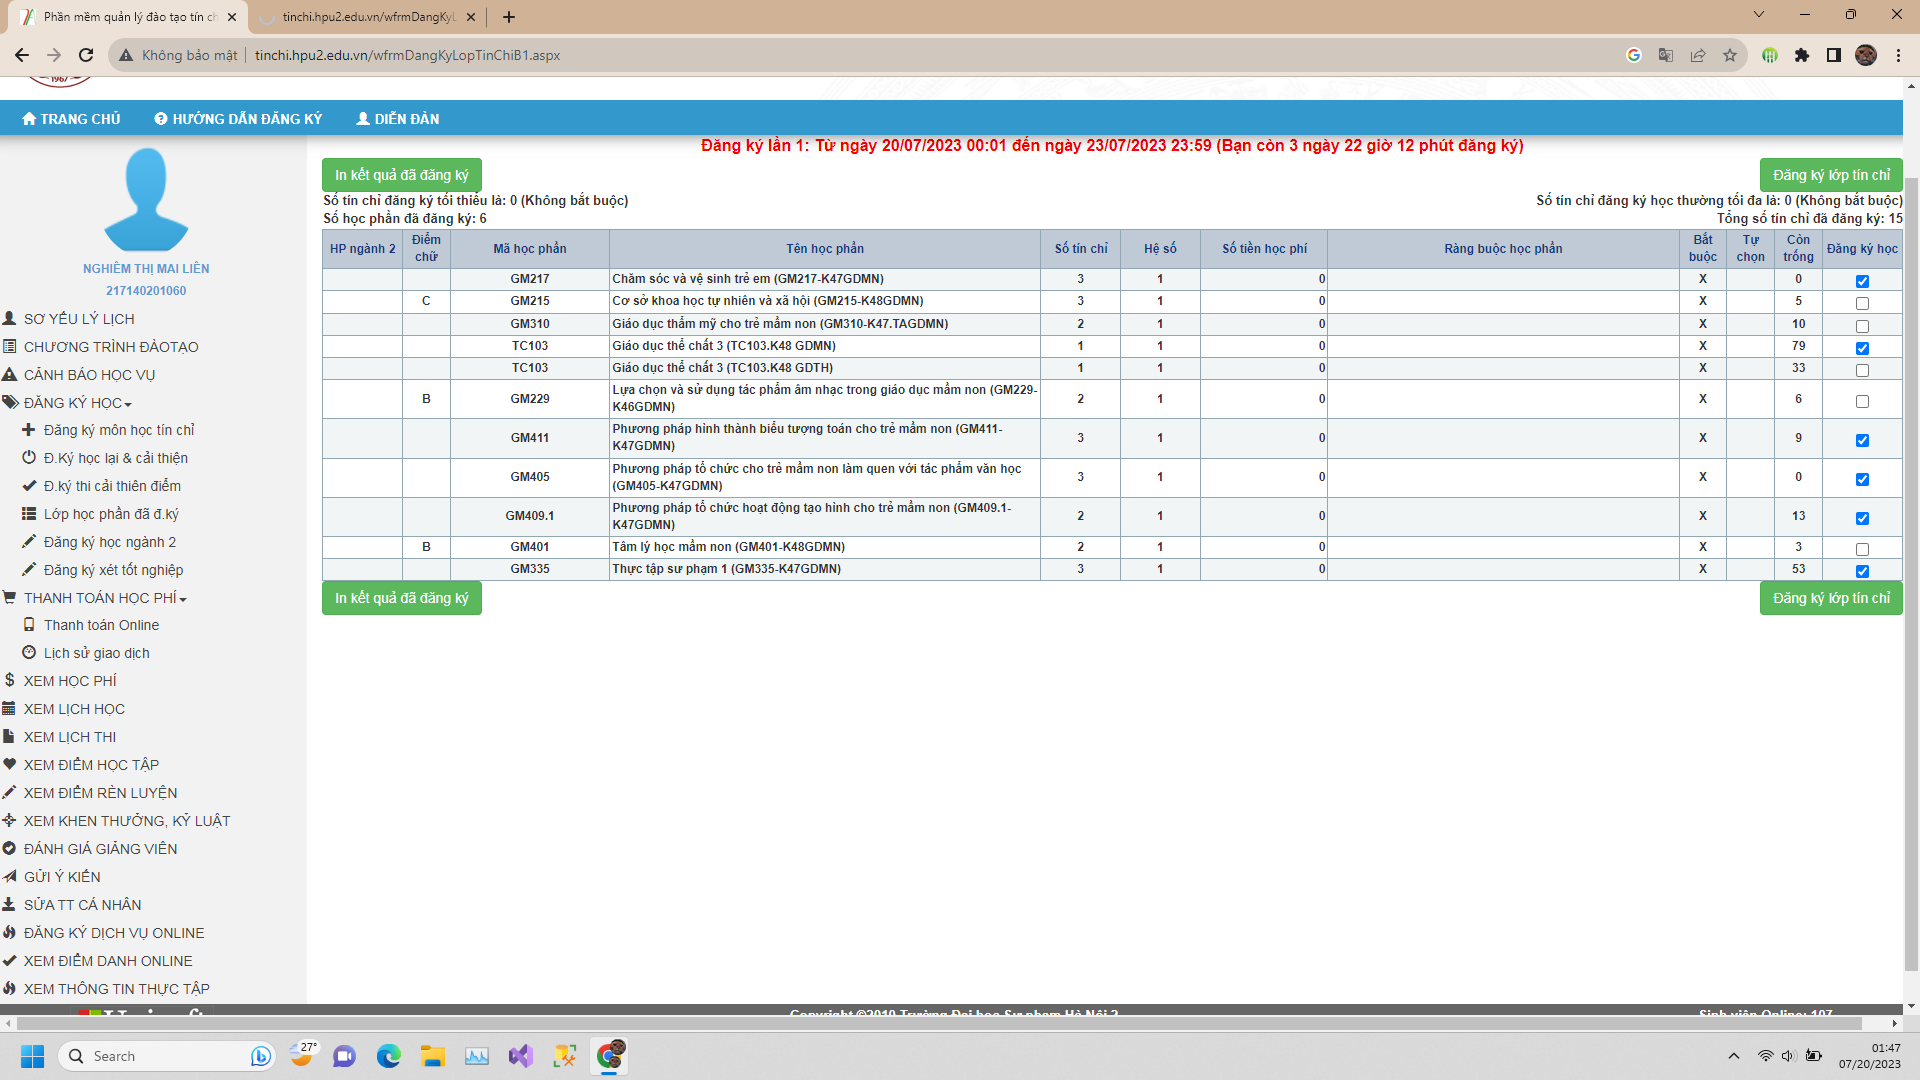 Phần mềm quản lý đào tạo tín ch
tinchi.hpu2.edu.vn/wfrmDangKyL
Không bảo mật
tinchi.hpu2.edu.vn/wfrmDangKyLopTinChiB1.aspx
1967
TRANG CHỦ
HƯỚNG DẪN ĐĂNG KÝ
DIỄN ĐÀN
NGHIÊM THỊ MAI LIÊN
217140201060
SƠ YẾU LÝ LỊCH
CHƯƠNG TRÌNH ĐÀOTẠO
CẢNH BÁO HỌC VỤ
ĐĂNG KÝ HỌC
Đăng ký môn học tín chỉ
Đ.Ký học lại & cải thiện
Đ.ký thi cải thiên điểm
Lớp học phần đã đ.ký
Đăng ký học ngành 2
Đăng ký xét tốt nghiệp
THANH TOÁN HỌC PHÍ
Thanh toán Online
Lịch sử giao dịch
XEM HỌC PHÍ
XEM LỊCH HỌC
XEM LỊCH THI
XEM ĐIỂM HỌC TẬP
XEM ĐIỂM RÈN LUYỆN
XEM KHEN THƯỞNG, KỶ LUẬT
ĐÁNH GIÁ GIẢNG VIÊN
GỬI Ý KIẾN
SỬA TT CÁ NHÂN
ĐĂNG KÝ DỊCH VỤ ONLINE
XEM ĐIỂM DANH ONLINE
XEM THÔNG TIN THỰC TẬP
Đăng ký lần 1: Từ ngày 20/07/2023 00:01 đến ngày 23/07/2023 23:59 (Bạn còn 3 ngày 22 giờ 12 phút đăng ký)
In kết quả đã đăng ký
Đăng ký lớp tín chỉ
Số tín chỉ đăng ký tối thiểu là: 0 (Không bắt buộc)
Số tín chỉ đăng ký học thường tối đa là: 0 (Không bắt buộc)
Số học phần đã đăng ký: 6
Tổng số tín chỉ đã đăng ký: 15
HP ngành 2 Điểm chữ Mã học phần Tên học phần Số tín chỉ Hệ số Số tiền học phí Ràng buộc học phần Bắt buộc Tự chọn Còn trống Đăng ký học
GM217 Chăm sóc và vệ sinh trẻ em (GM217-K47GDMN) 3 1 0 X 0
C GM215 Cơ sở khoa học tự nhiên và xã hội (GM215-K48GDMN) 3 1 0 X 5
GM310 Giáo dục thẩm mỹ cho trẻ mầm non (GM310-K47.TAGDMN) 2 1 0 X 10
TC103 Giáo dục thể chất 3 (TC103.K48 GDMN) 1 1 0 X 79
TC103 Giáo dục thể chất 3 (TC103.K48 GDTH) 1 1 0 X 33
B GM229 Lựa chọn và sử dụng tác phẩm âm nhạc trong giáo dục mầm non (GM229-
K46GDMN) 2 1 0 X 6
GM411 Phương pháp hình thành biểu tượng toán cho trẻ mầm non (GM411-
K47GDMN) 3 1 0 X 9
GM405 Phương pháp tổ chức cho trẻ mầm non làm quen với tác phẩm văn học
(GM405-K47GDMN) 3 1 0 X 0
GM409.1 Phương pháp tổ chức hoạt động tạo hình cho trẻ mầm non (GM409.1-
K47GDMN) 2 1 0 X 13
B GM401 Tâm lý học mầm non (GM401-K48GDMN) 2 1 0 X 3
GM335 Thực tập sư phạm 1 (GM335-K47GDMN) 3 1 0 X 53
In kết quả đã đăng ký
Đăng ký lớp tín chỉ
Copyright ©2010 Trường Đại học Sư phạm Hà Nội 2
Sinh viên Online: 107
Search
27°
01:47
07/20/2023